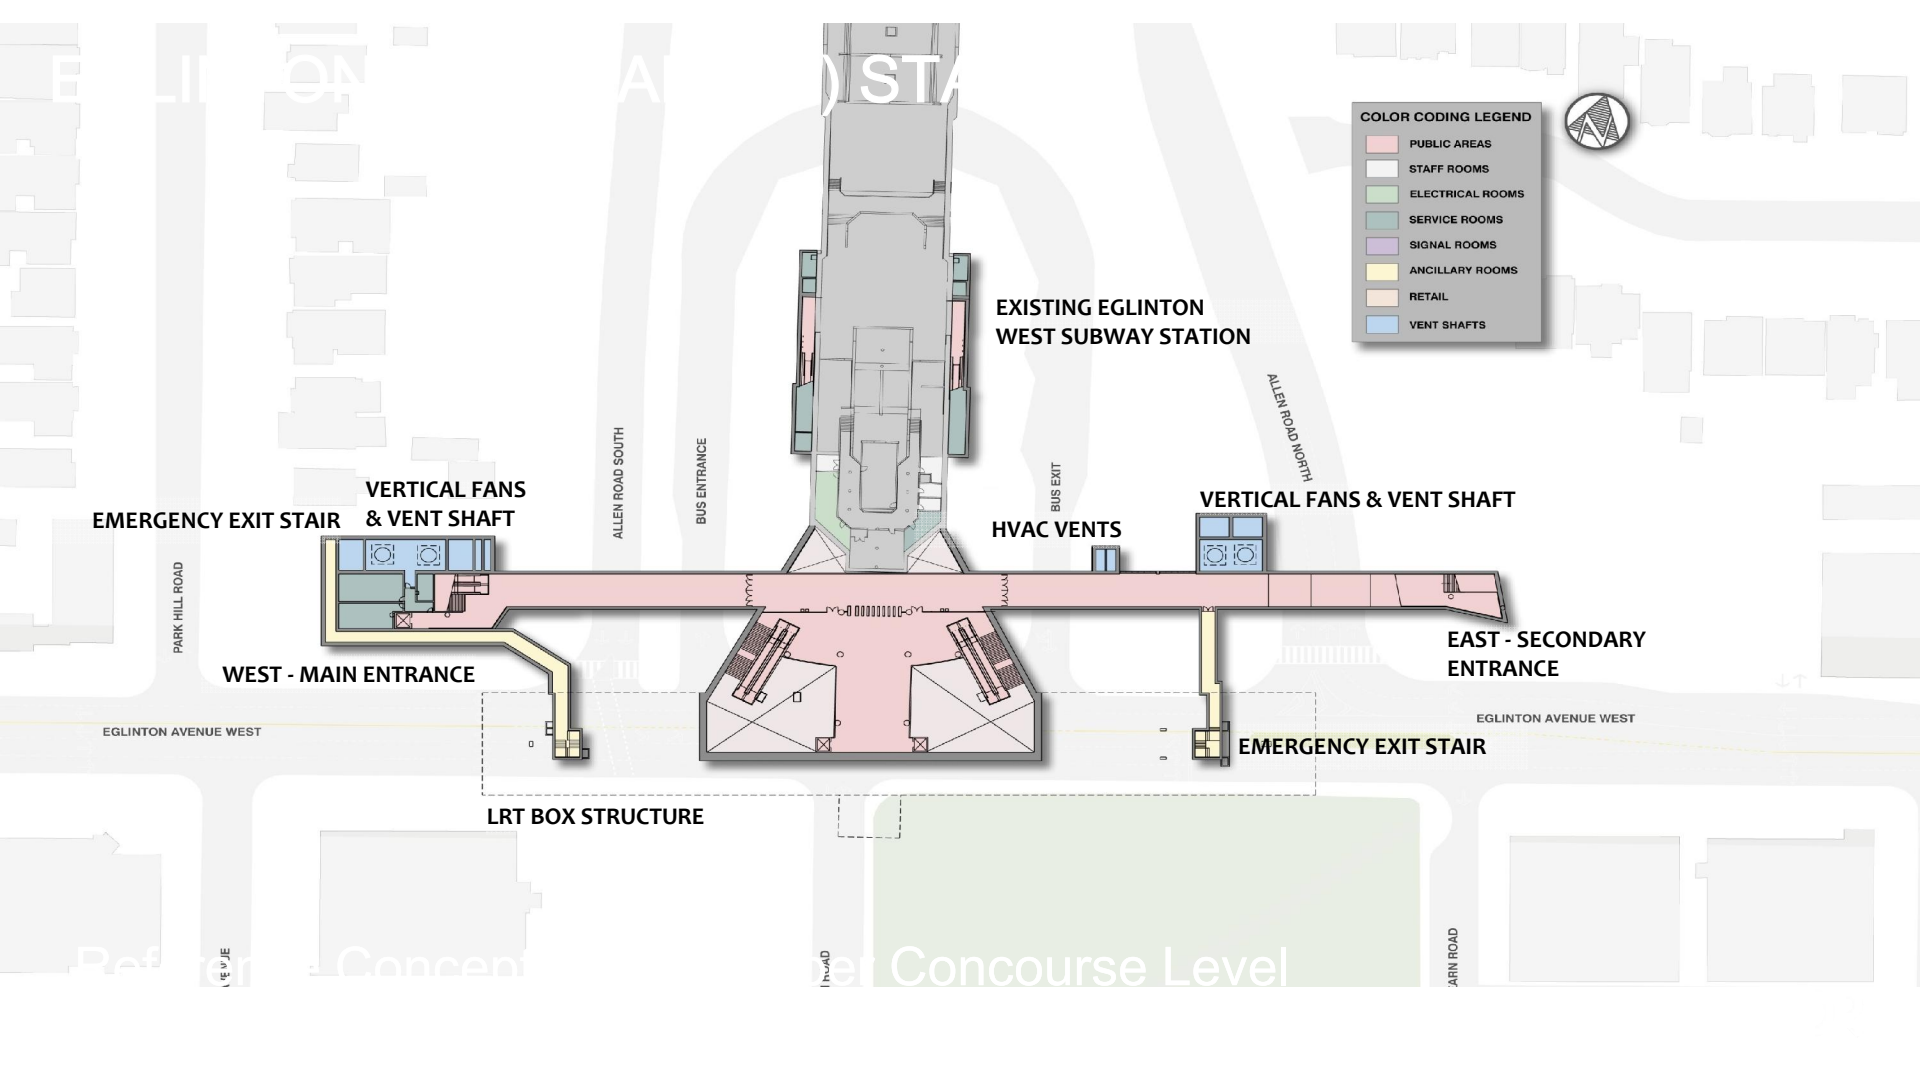 STA
COLOR CODING LEGEND
PUBLIC AREAS
STAFF ROOMS
ELECTRICAL ROOMS
SERVICE ROOMS
SIGNAL ROOMS
ANCILLARY ROOMS
RETAIL
VENT SHAFTS
EXISTING EGLINTON
WEST SUBWAY STATION
ALLEN ROAD SOUTH
BUS ENTRANCE
BUS EXIT
ALLEN ROAD NORTH
VERTICAL FANS
& VENT SHAFT
EMERGENCY EXIT STAIR
HVAC VENTS
VERTICAL FANS & VENT SHAFT
PARK HILL ROAD
WEST - MAIN ENTRANCE
EAST - SECONDARY
ENTRANCE
EGLINTON AVENUE WEST
EGLINTON AVENUE WEST
EMERGENCY EXIT STAIR
LRT BOX STRUCTURE
ROAD
ARN ROAD
Concourse Level